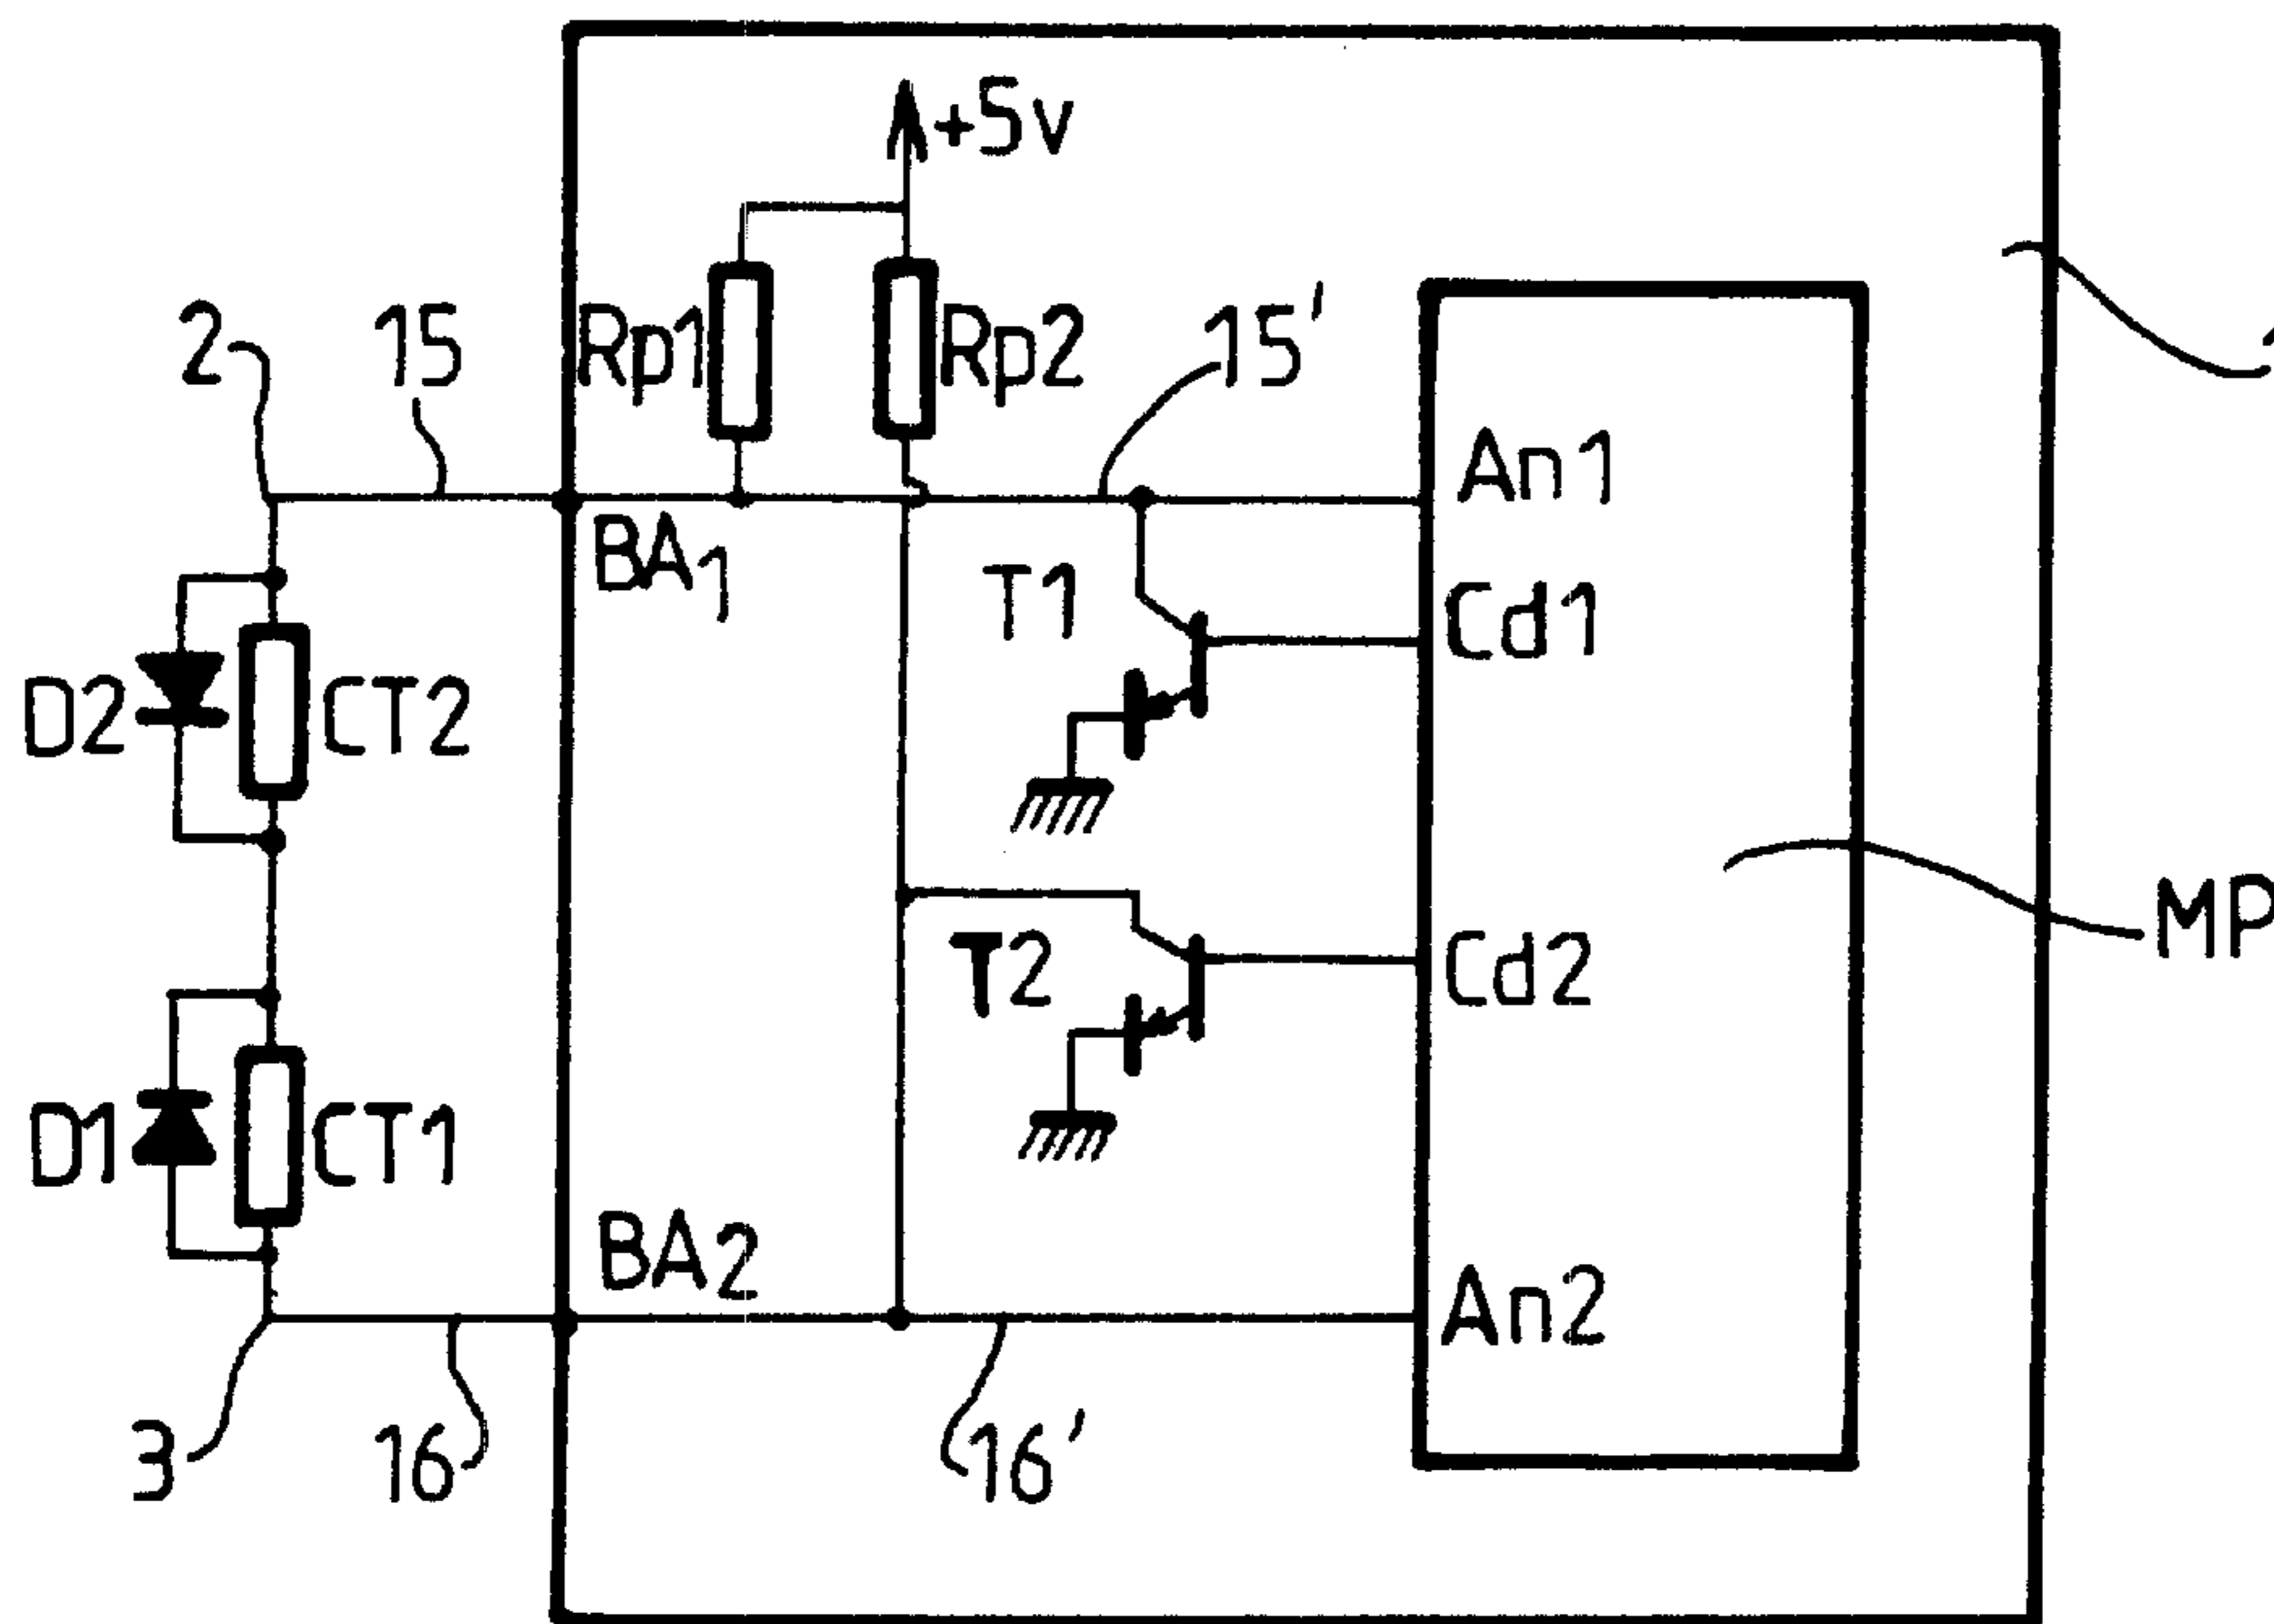 +5v
2
15
Rp1
Rp2
15'
1
An1
BA1
T1
Cd1
D2
CT2
MP
T2
Cd2
D1
CT1
BA2
An2
3
16
16'